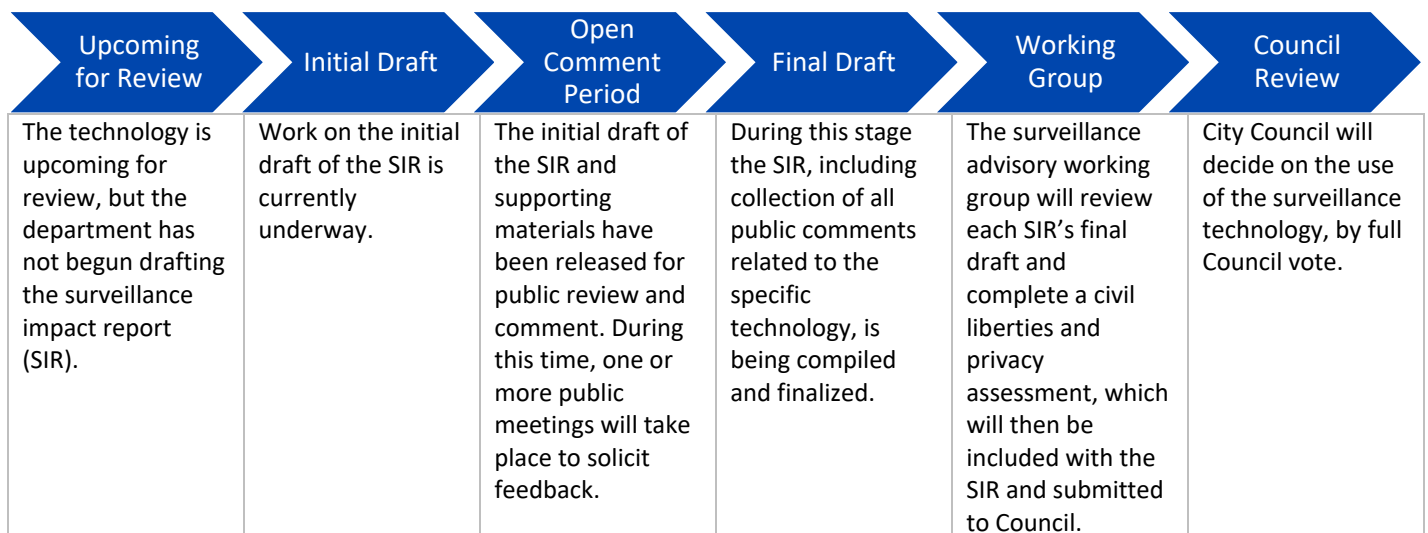 Upcoming
for Review
Initial Draft
Open
Comment
Period
Final Draft
Working
Group
Council
Review
The technology is
upcoming for
review, but the
department has
not begun drafting
the surveillance
impact report
(SIR).
Work on the initial
draft of the SIR is
currently
underway.
The initial draft of
the SIR and
supporting
materials have
been released for
public review and
comment. During
this time, one or
more public
meetings will take
place to solicit
feedback.
During this stage
the SIR, including
collection of all
public comments
related to the
specific
technology, is
being compiled
and finalized.
The surveillance
advisory working
group will review
each SIR’s final
draft and
complete a civil
liberties and
privacy
assessment, which
will then be
included with the
SIR and submitted
to Council.
City Council will
decide on the use
of the surveillance
technology, by full
Council vote.